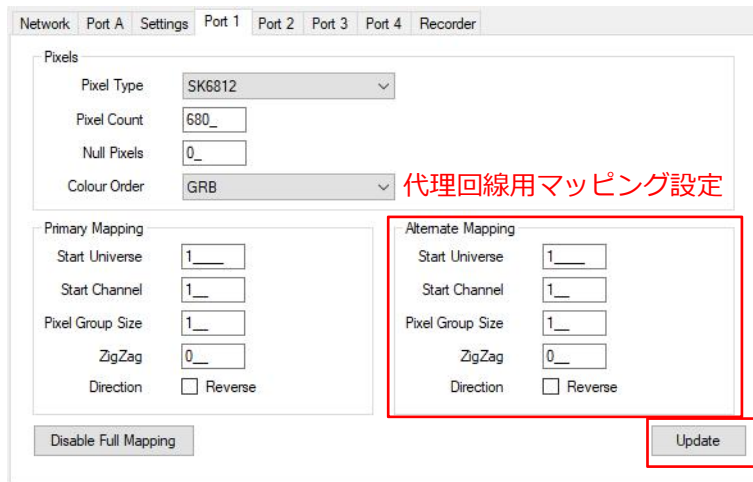 Network Port A Settings Port 1 Port 2 Port 3 Port 4 Recorder
Pixels
Pixel Type SK6812
Pixel Count 680_
Null Pixels 0_
Colour Order GRB
代理回線用マッピング設定
Primary Mapping
Start Universe 1____
Start Channel 1__
Pixel Group Size 1__
ZigZag 0__
Direction Reverse
Alternate Mapping
Start Universe 1____
Start Channel 1__
Pixel Group Size 1__
ZigZag 0__
Direction Reverse
Disable Full Mapping
Update